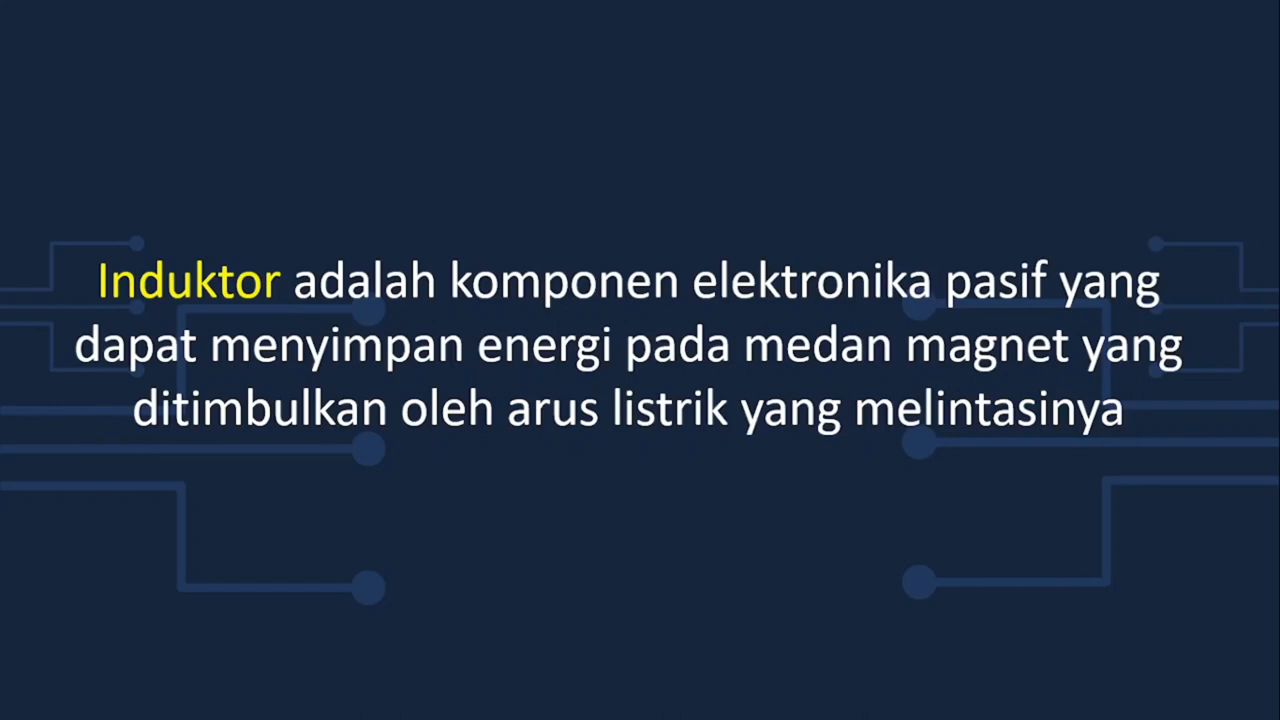 Induktor adalah komponen elektronika pasif yang
dapat menyimpan energi pada medan magnet yang
ditimbulkan oleh arus listrik yang melintasinya